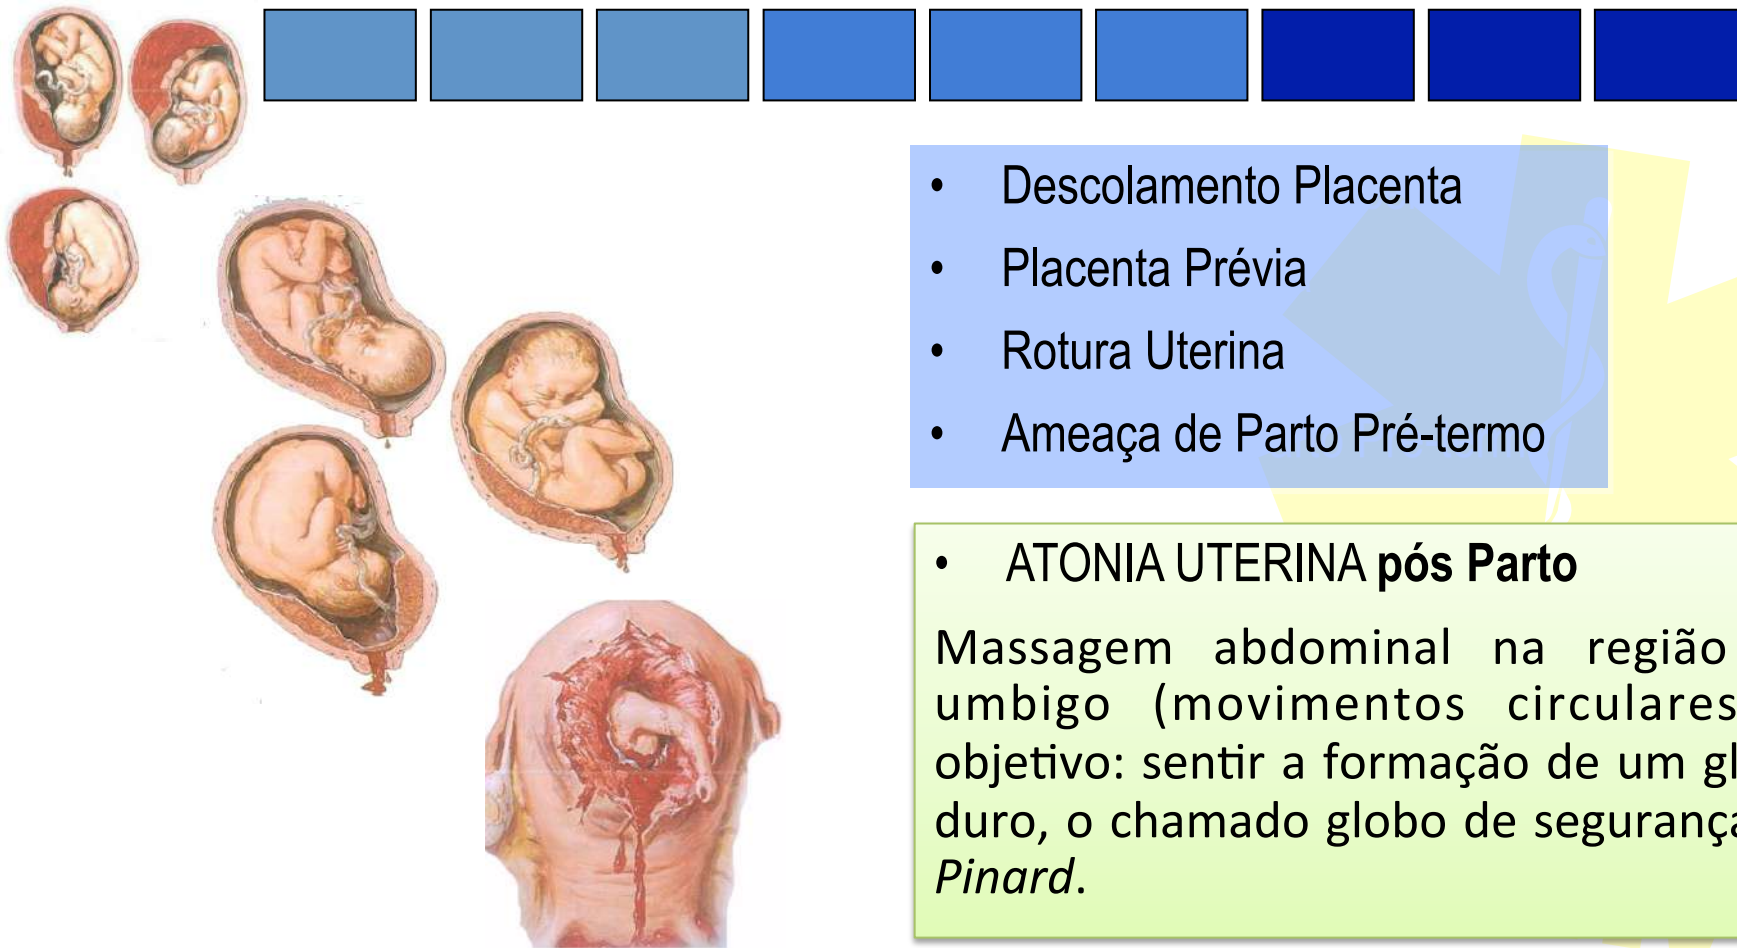 • Descolamento Placenta
• Placenta Prévia
• Rotura Uterina
• Ameaça de Parto Pré-termo
• ATONIA UTERINA pós Parto
Massagem abdominal na região
umbigo (movimentos circulares
objetivo: sentir a formação de um
duro, o chamado globo de segurança
Pinard.